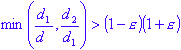 min ( d₁/d , d₂/d₁ ) > (1−ε)(1+ε)